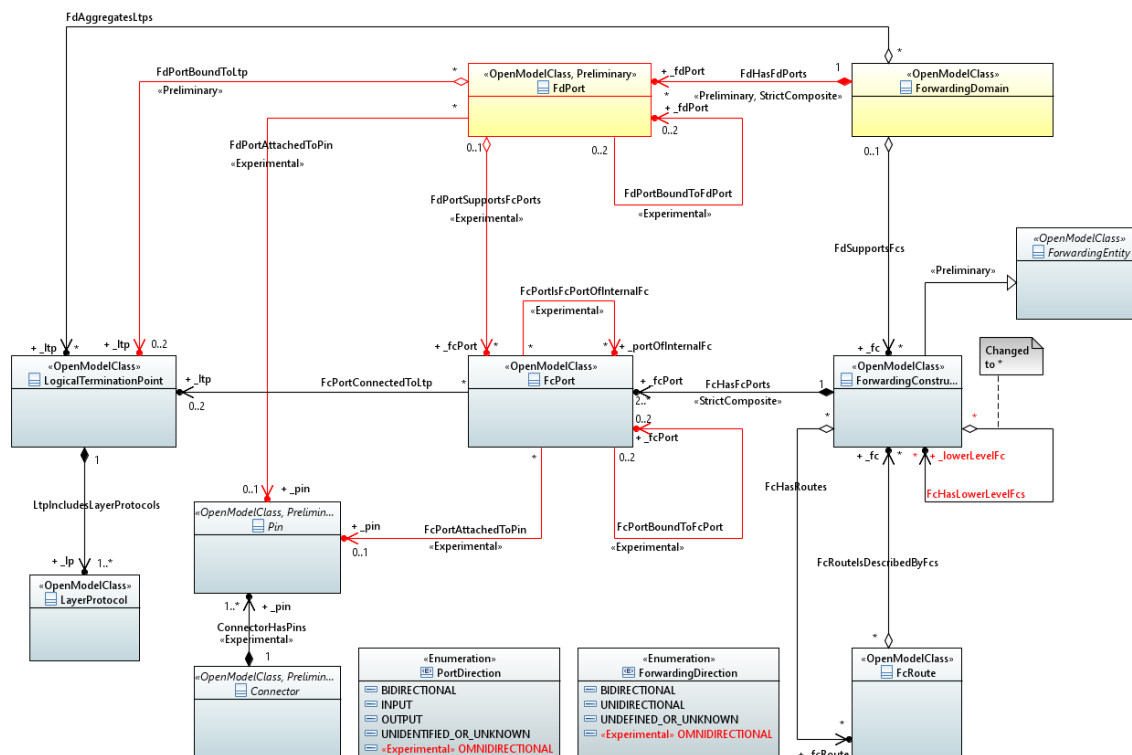 FdAggregatesLtps
*
FdPortBoundToLtp
«Preliminary»
*
*
«OpenModelClass, Preliminary»
FdPort
+ _fdPort
*
FdHasFdPorts
1
«Preliminary, StrictComposite»
«OpenModelClass»
ForwardingDomain
+ _fdPort
0..2
FdPortAttachedToPin
«Experimental»
0..1
0..2
0..1
FdPortBoundToFdPort
«Experimental»
FdPortSupportsFcPorts
«Experimental»
FdSupportsFcs
«OpenModelClass»
ForwardingEntity
«Preliminary»
FcPortIsFcPortOfInternalFc
«Experimental»
+ _ltp
*
+ _ltp
0..2
+ _fcPort
*
*
*
+ _portOfInternalFc
+ _fc
*
Changed
to *
«OpenModelClass»
LogicalTerminationPoint
+ _ltp
0..2
FcPortConnectedToLtp
*
«OpenModelClass»
FcPort
+ _fcPort
2..*
FcHasFcPorts
1
«StrictComposite»
«OpenModelClass»
ForwardingConstru...
0..2
+ _fcPort
*
*
1
*
0..2
+ _fc
*
*
+ _lowerLevelFc
FcHasLowerLevelFcs
FcHasRoutes
LtpIncludesLayerProtocols
0..1
+ _pin
«OpenModelClass, Prelimin...
Pin
+ _pin
0..1
FcPortAttachedToPin
«Experimental»
FcPortBoundToFcPort
«Experimental»
FcRouteIsDescribedByFcs
+ _lp
1..*
«OpenModelClass»
LayerProtocol
1..*
+ _pin
ConnectorHasPins
«Experimental»
1
*
«OpenModelClass, Prelimin...
Connector
«Enumeration»
PortDirection
BIDIRECTIONAL
INPUT
OUTPUT
UNIDENTIFIED_OR_UNKNOWN
«Experimental» OMNIDIRECTIONAL
«Enumeration»
ForwardingDirection
BIDIRECTIONAL
UNIDIRECTIONAL
UNDEFINED_OR_UNKNOWN
«Experimental» OMNIDIRECTIONAL
«OpenModelClass»
FcRoute
*
+ _fcRoute